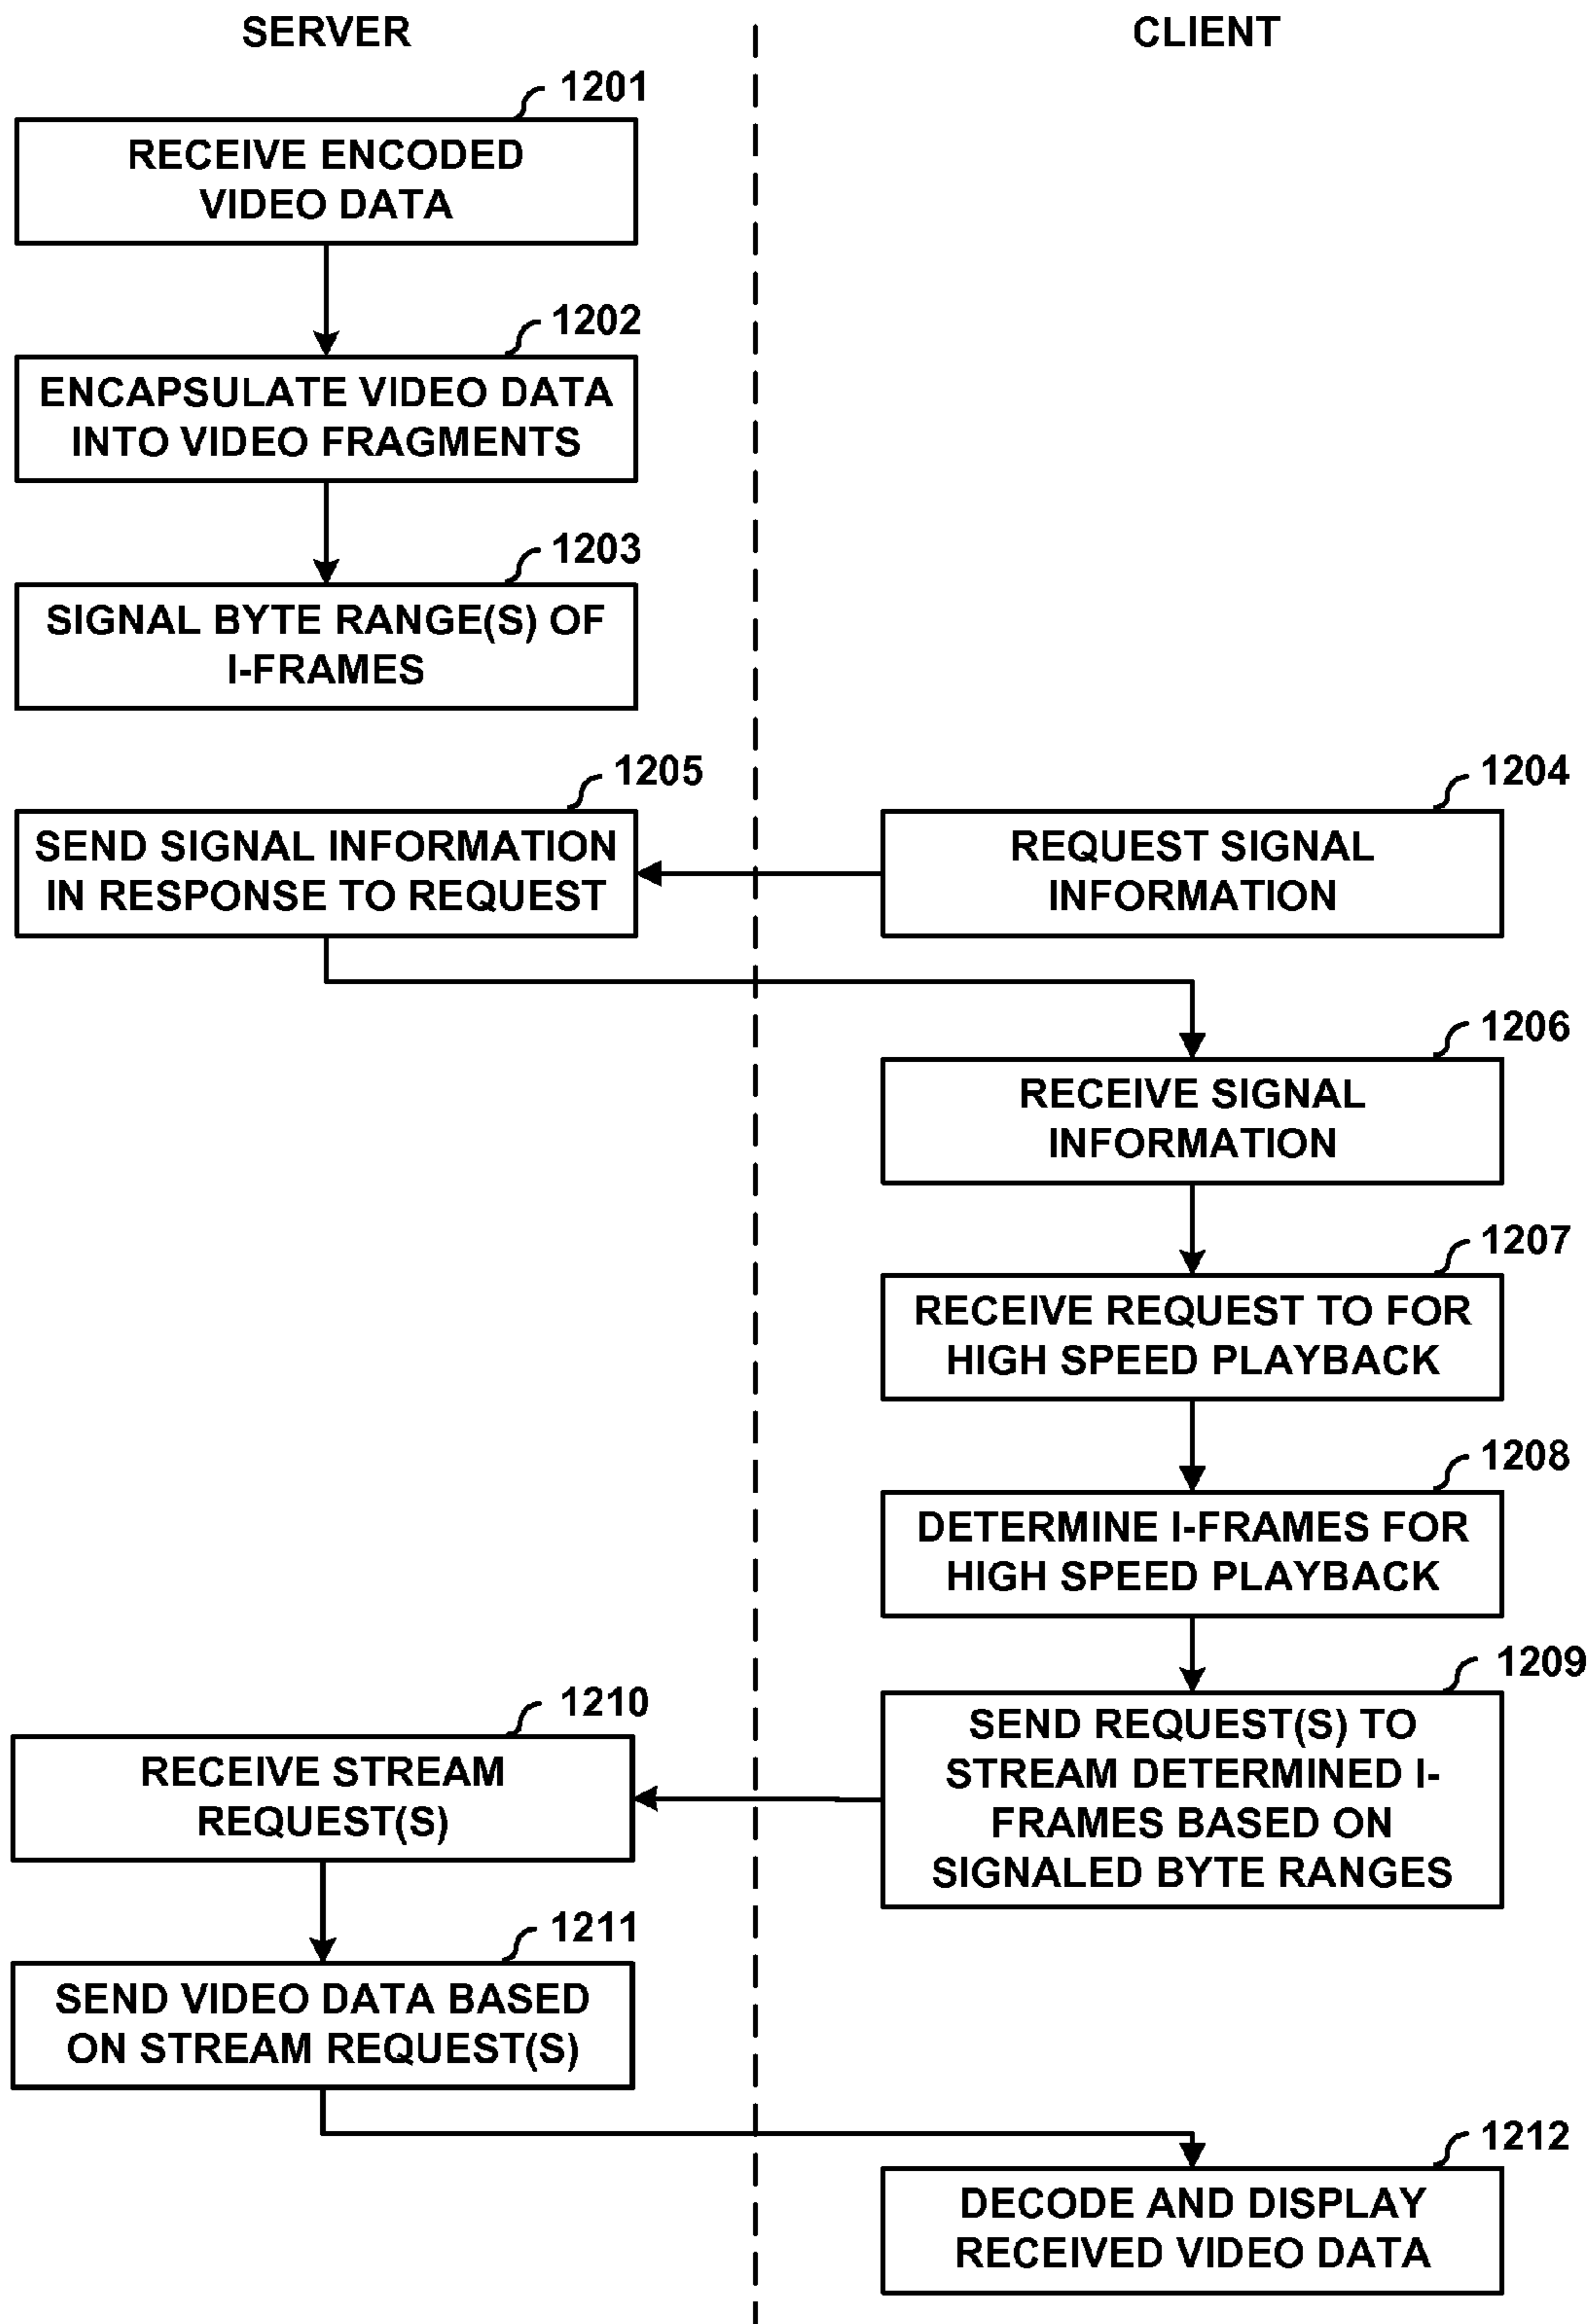 SERVER
CLIENT
1201
RECEIVE ENCODED
VIDEO DATA
1202
ENCAPSULATE VIDEO DATA
INTO VIDEO FRAGMENTS
1203
SIGNAL BYTE RANGE(S) OF
I-FRAMES
1205
SEND SIGNAL INFORMATION
IN RESPONSE TO REQUEST
1204
REQUEST SIGNAL
INFORMATION
1206
RECEIVE SIGNAL
INFORMATION
1207
RECEIVE REQUEST TO FOR
HIGH SPEED PLAYBACK
1208
DETERMINE I-FRAMES FOR
HIGH SPEED PLAYBACK
1209
SEND REQUEST(S) TO
STREAM DETERMINED I-
FRAMES BASED ON
SIGNALED BYTE RANGES
1210
RECEIVE STREAM
REQUEST(S)
1211
SEND VIDEO DATA BASED
ON STREAM REQUEST(S)
1212
DECODE AND DISPLAY
RECEIVED VIDEO DATA